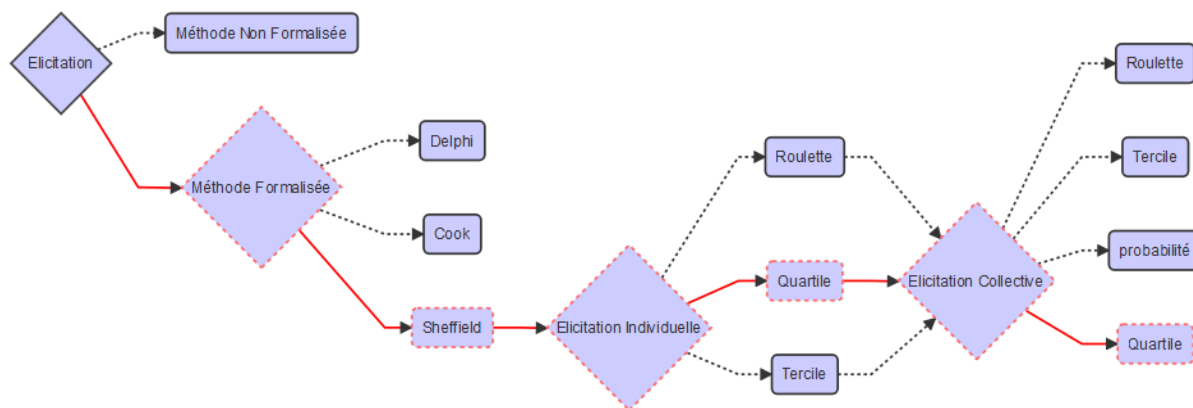 Elicitation
Méthode Non Formalisée
Méthode Formalisée
Delphi
Cook
Sheffield
Elicitation Individuelle
Roulette
Quartile
Tercile
Elicitation Collective
Roulette
Tercile
probabilité
Quartile